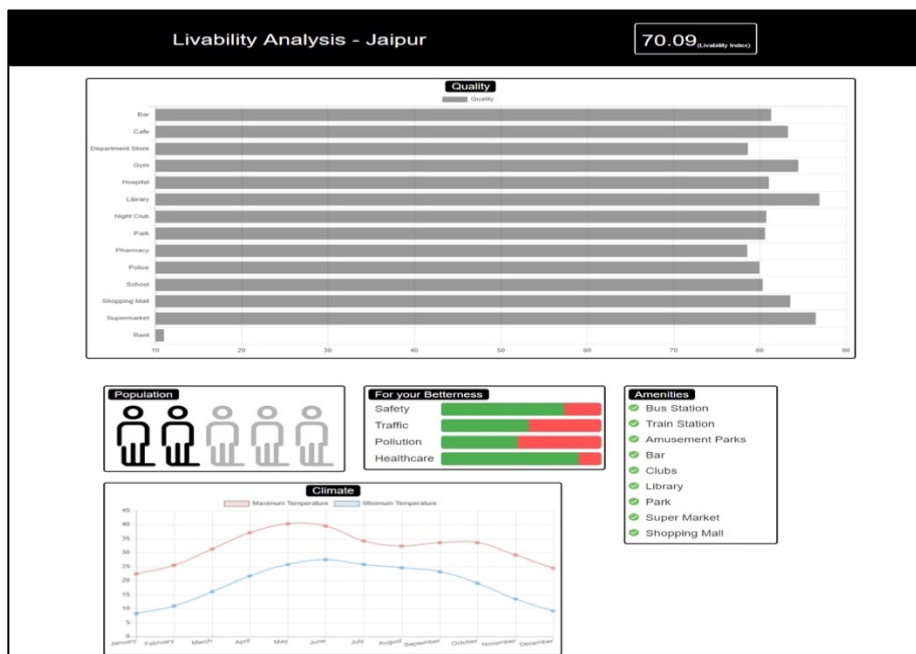 Livability Analysis - Jaipur
70.09 (Livability Index)
Quality
Quality
Bar
Cafe
Department Store
Gym
Hospital
Library
Night Club
Park
Pharmacy
Police
School
Shopping Mall
Supermarket
Rent
10 20 30 40 50 60 70 80 90
Population
For your Betterness
Safety
Traffic
Pollution
Healthcare
Amenities
Bus Station
Train Station
Amusement Parks
Bar
Clubs
Library
Park
Super Market
Shopping Mall
Climate
Maximum Temperature Minimum Temperature
45
40
35
30
25
20
15
10
5
0
January February March April May June July August September October November December